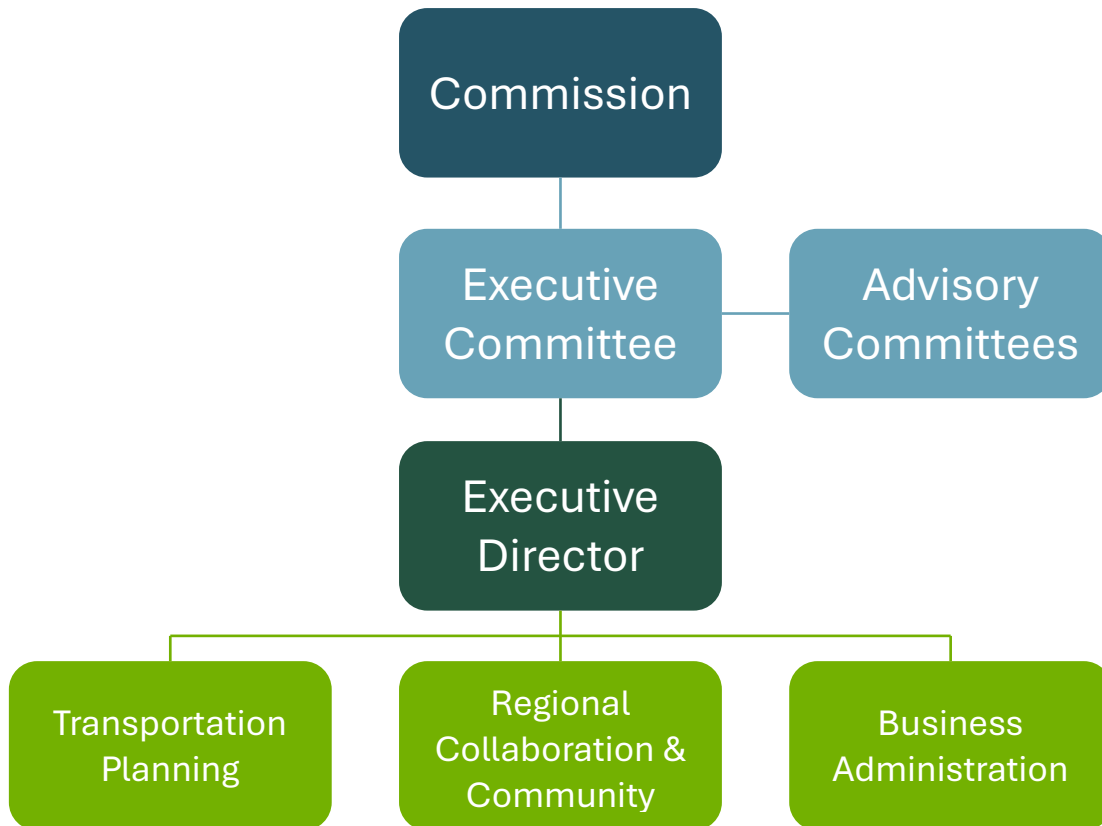 Commission
Executive
Committee
Advisory
Committees
Executive
Director
Transportation
Planning
Regional
Collaboration &
Community
Business
Administration